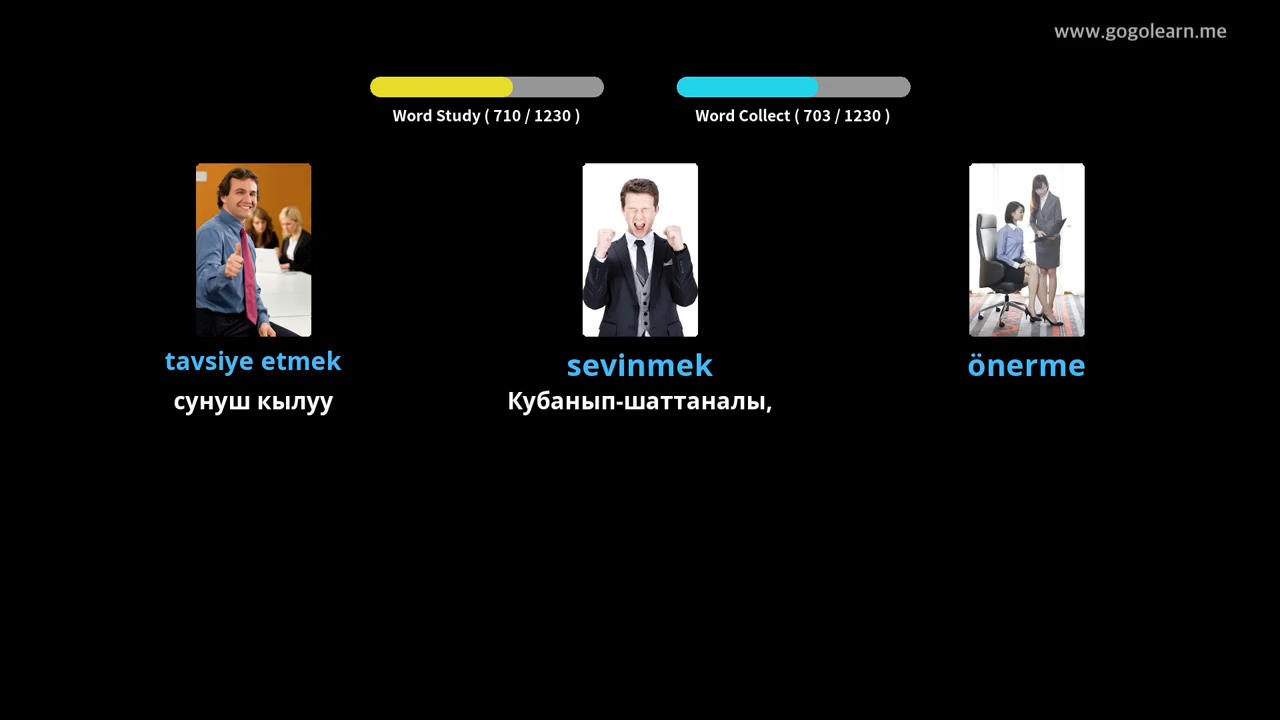 www.gogolearn.me
Word Study ( 710 / 1230 )
Word Collect ( 703 / 1230 )
tavsiye etmek
sevinmek
önerme
сунуш кылуу
Кубанып-шаттаналы,